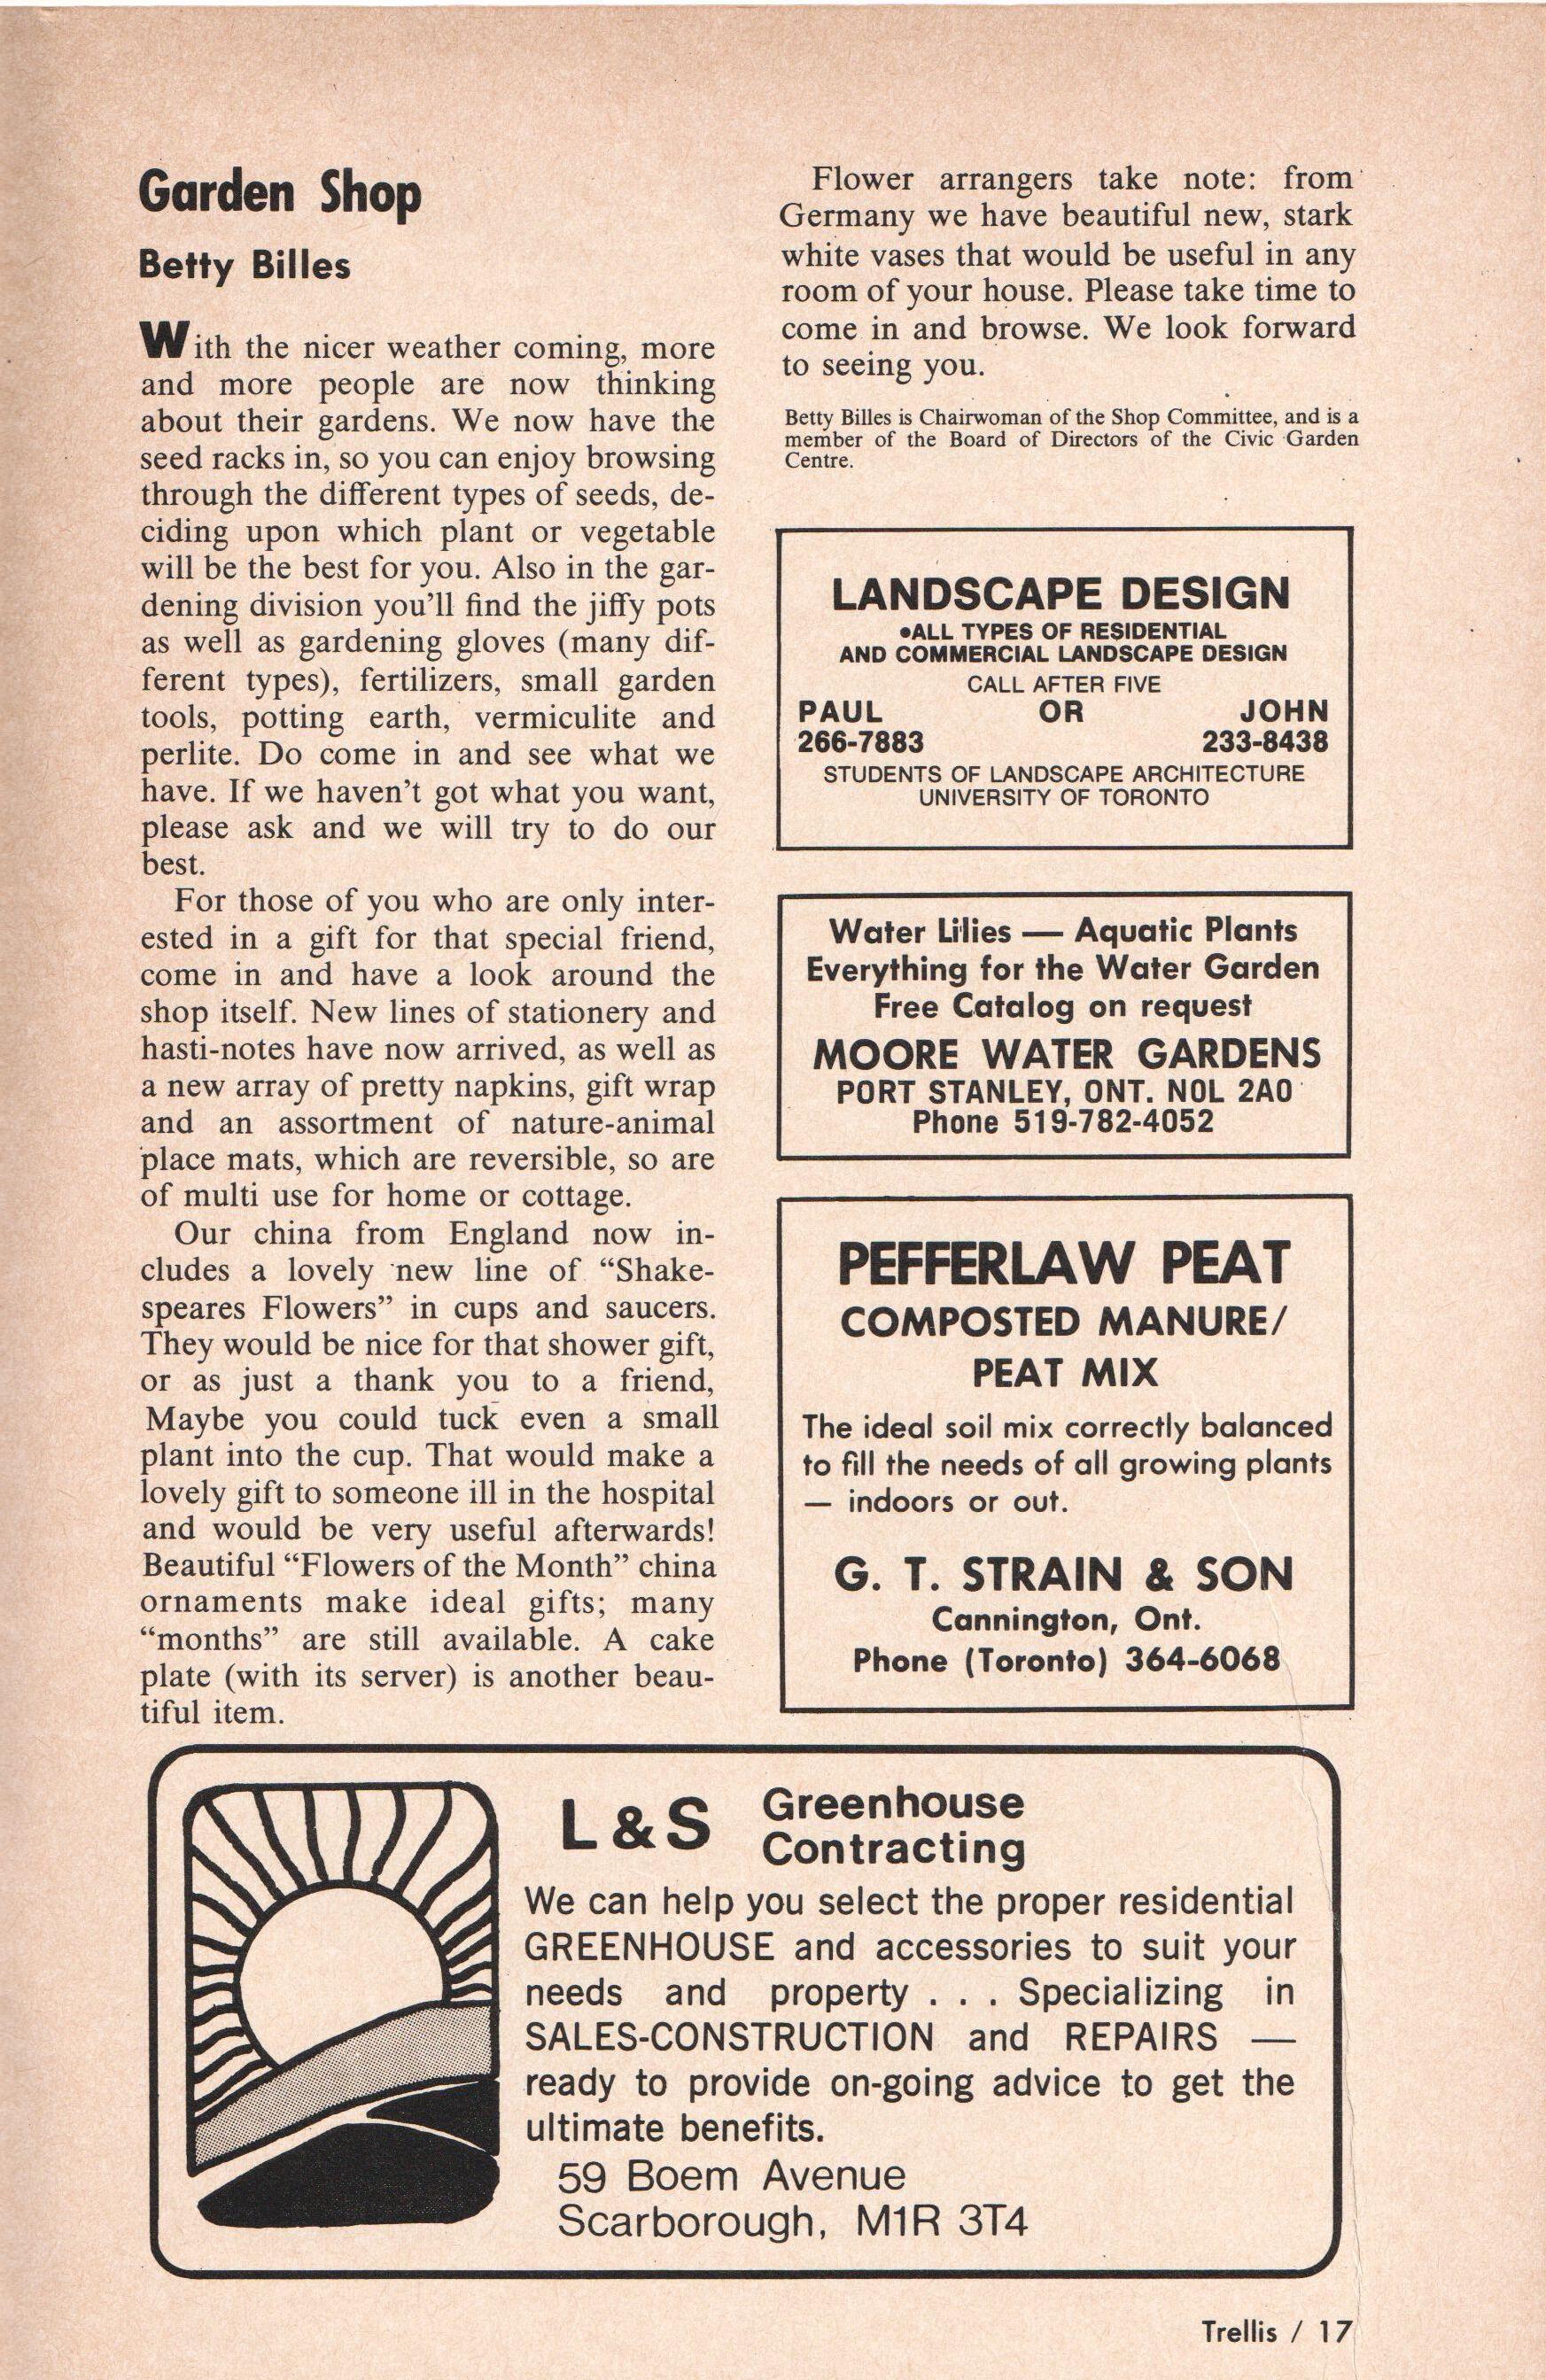 Garden Shop
Betty Billes
With the nicer weather coming, more
and more people are now thinking
about their gardens. We now have the
seed racks in, so you can enjoy browsing
through the different types of seeds, de-
ciding upon which plant or vegetable
will be the best for you. Also in the gar-
dening division you'll find the jiffy pots
as well as gardening gloves (many dif-
ferent types), fertilizers, small garden
tools, potting earth, vermiculite and
perlite. Do come in and see what we
have. If we haven't got what you want,
please ask and we will try to do our
best.
For those of you who are only inter-
ested in a gift for that special friend,
come in and have a look around the
shop itself. New lines of stationery and
hasti-notes have now arrived, as well as
a new array of pretty napkins, gift wrap
and an assortment of nature-animal
place mats, which are reversible, so are
of multi use for home or cottage.
Our china from England now in-
cludes a lovely new line of “Shake-
speares Flowers” in cups and saucers.
They would be nice for that shower gift,
or as just a thank you to a friend,
Maybe you could tuck even a small
plant into the cup. That would make a
lovely gift to someone ill in the hospital
and would be very useful afterwards!
Beautiful “Flowers of the Month” china
ornaments make ideal gifts; many
“months” are still available. A cake
plate (with its server) is another beau-
tiful item.
Flower arrangers take note: from
Germany we have beautiful new, stark
white vases that would be useful in any
room of your house. Please take time to
come in and browse. We look forward
to seeing you.
Betty Billes is Chairwoman of the Shop Committee, and is a
member of the Board of Directors of the Civic Garden
Centre.
LANDSCAPE DESIGN
•ALL TYPES OF RESIDENTIAL
AND COMMERCIAL LANDSCAPE DESIGN
CALL AFTER FIVE
PAUL OR JOHN
266-7883 233-8438
STUDENTS OF LANDSCAPE ARCHITECTURE
UNIVERSITY OF TORONTO
Water Lilies — Aquatic Plants
Everything for the Water Garden
Free Catalog on request
MOORE WATER GARDENS
PORT STANLEY, ONT. N0L 2A0
Phone 519-782-4052
PEFFERLAW PEAT
COMPOSTED MANURE/
PEAT MIX
The ideal soil mix correctly balanced
to fill the needs of all growing plants
— indoors or out.
G. T. STRAIN & SON
Cannington, Ont.
Phone (Toronto) 364-6068
L & S Greenhouse
Contracting
We can help you select the proper residential
GREENHOUSE and accessories to suit your
needs and property . . . Specializing in
SALES-CONSTRUCTION and REPAIRS —
ready to provide on-going advice to get the
ultimate benefits.
59 Boem Avenue
Scarborough, M1R 3T4
Trellis / 17